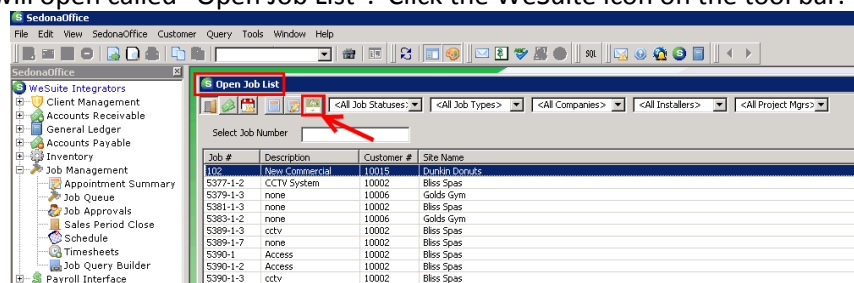 will open called "Open Job List". Click the WeSuite icon on the tool bar.
SedonaOffice
File Edit View SedonaOffice Customer Query Tools Window Help
SQL
SedonaOffice
WeSuite Integrators
Client Management
Accounts Receivable
General Ledger
Accounts Payable
Inventory
Job Management
Appointment Summary
Job Queue
Job Approvals
Sales Period Close
Schedule
Timesheets
Job Query Builder
Payroll Interface
Open Job List
<All Job Statuses> <All Job Types> <All Companies> <All Installers> <All Project Mgrs>
Select Job Number
Job # Description Customer # Site Name
102 New Commercial 10015 Dunkin Donuts
5377-1-2 CCTV System 10002 Bliss Spas
5379-1-3 none 10006 Golds Gym
5381-1-3 none 10002 Bliss Spas
5383-1-2 none 10006 Golds Gym
5389-1-3 cctv 10002 Bliss Spas
5389-1-7 none 10002 Bliss Spas
5390-1 Access 10002 Bliss Spas
5390-1-2 Access 10002 Bliss Spas
5390-1-3 cctv 10002 Bliss Spas